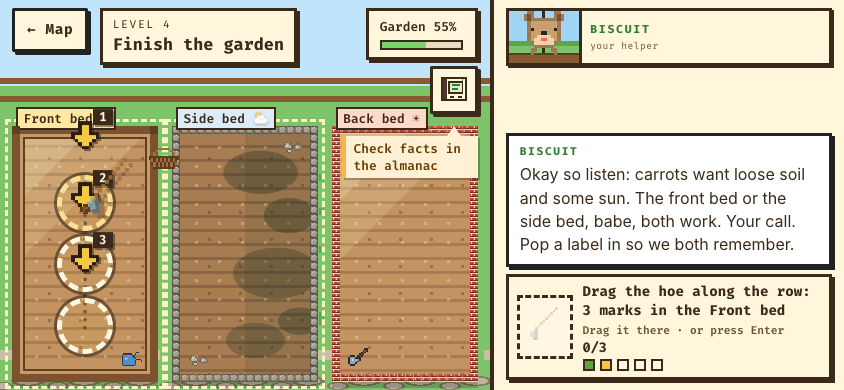 ← Map
LEVEL 4
Finish the garden
Garden 55%
Front bed
1
Side bed
Back bed
Check facts in
the almanac
2
3
BISCUIT
your helper
BISCUIT
Okay so listen: carrots want loose soil
and some sun. The front bed or the
side bed, babe, both work. Your call.
Pop a label in so we both remember.
Drag the hoe along the row:
3 marks in the Front bed
Drag it there · or press Enter
0/3